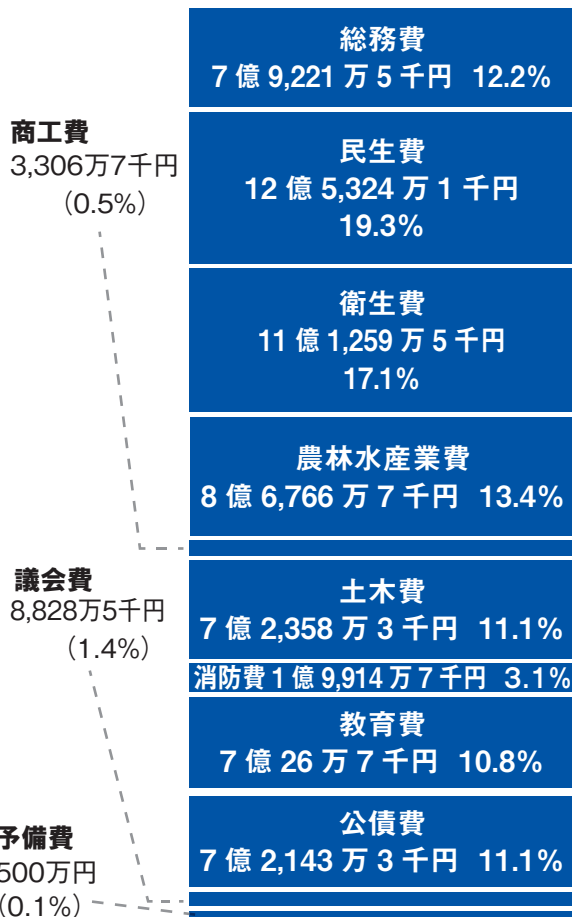 総務費
7億9,221万5千円 12.2%
商工費
3,306万7千円
(0.5%)
民生費
12億5,324万1千円
19.3%
衛生費
11億1,259万5千円
17.1%
農林水産業費
8億6,766万7千円 13.4%
議会費
8,828万5千円
(1.4%)
土木費
7億2,358万3千円 11.1%
消防費1億9,914万7千円 3.1%
教育費
7億26万7千円 10.8%
予備費
500万円
(0.1%)
公債費
7億2,143万3千円 11.1%